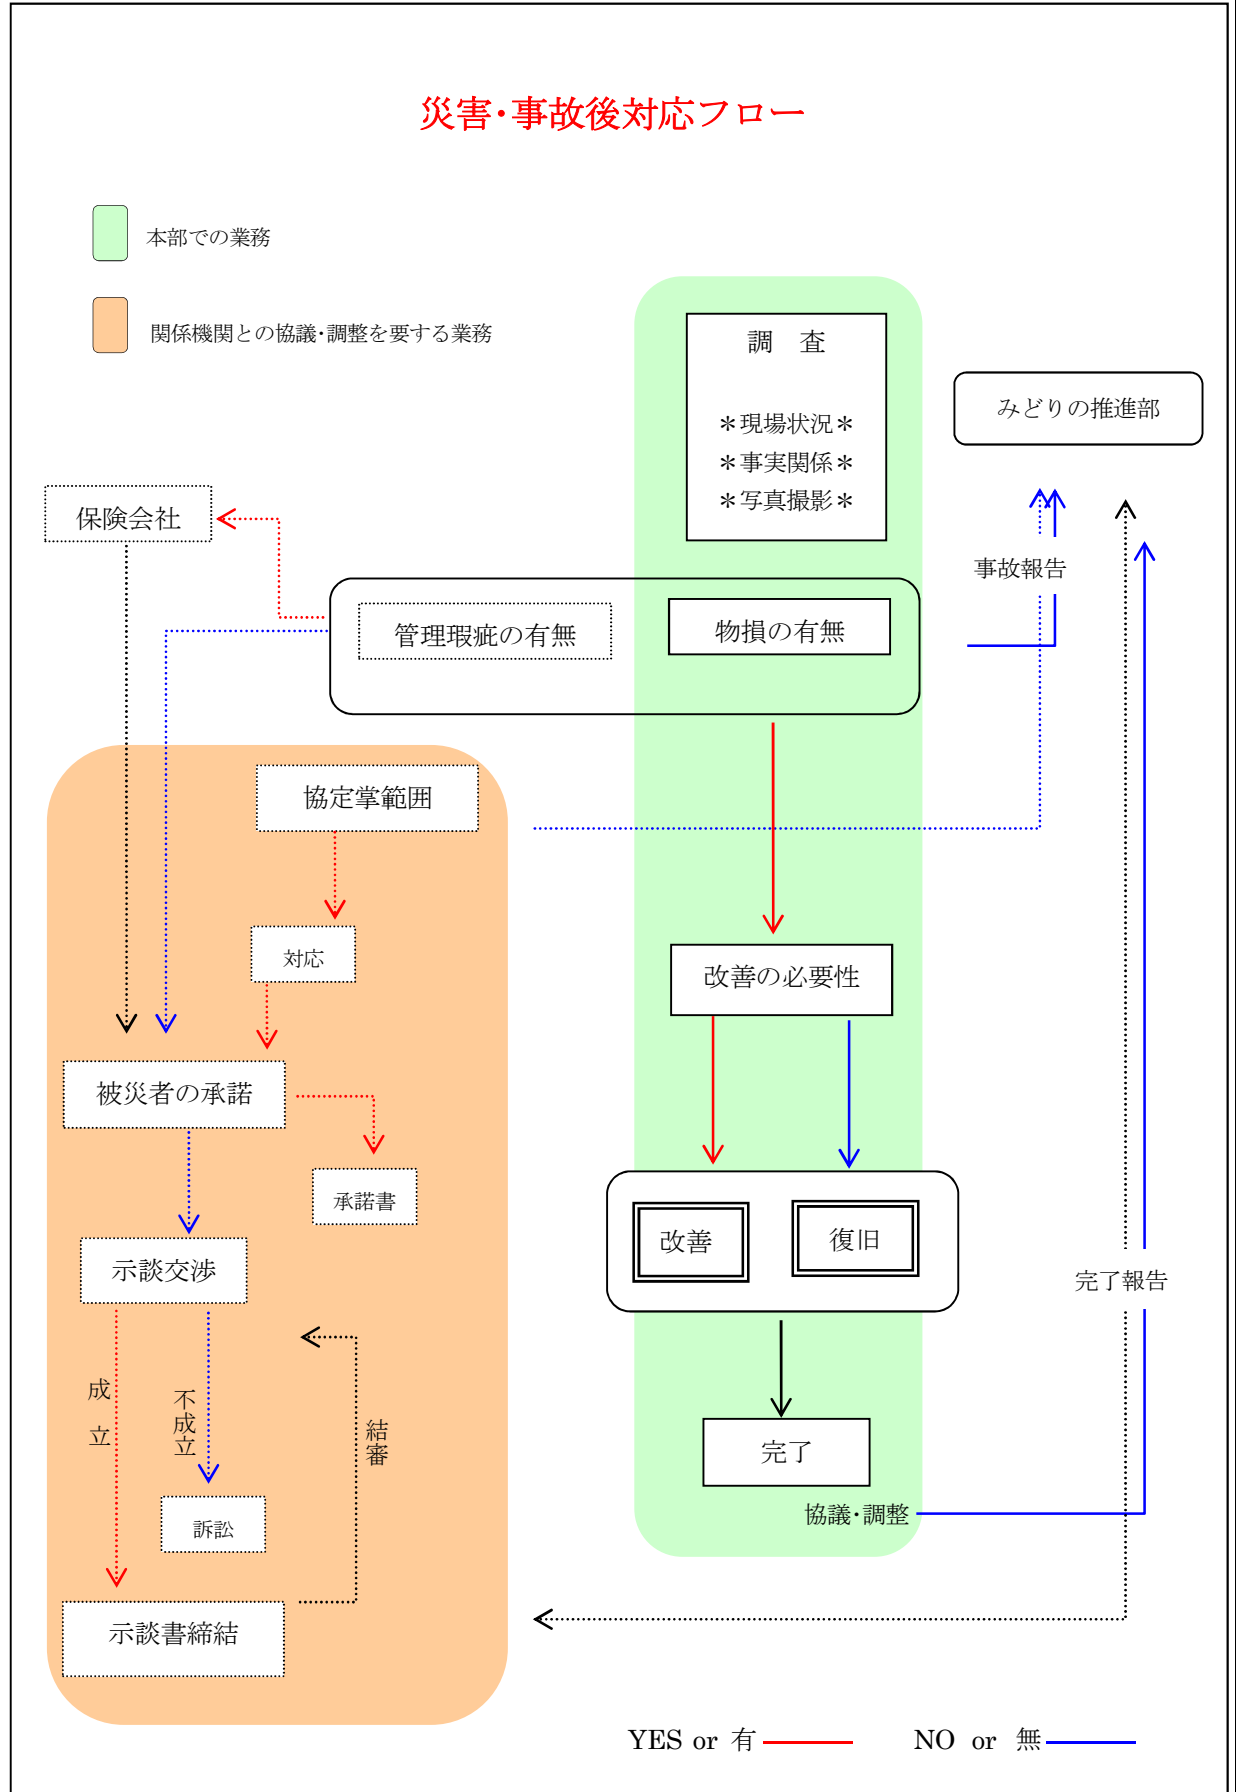 災害・事故後対応フロー
本部での業務
関係機関との協議・調整を要する業務
調　査
＊現場状況＊
＊事実関係＊
＊写真撮影＊
みどりの推進部
保険会社
事故報告
管理瑕疵の有無
物損の有無
協定掌範囲
対応
改善の必要性
被災者の承諾
承諾書
改善
復旧
示談交渉
完了報告
成　立
不成立
結審
完了
協議・調整
訴訟
示談書締結
YES or 有
NO or 無